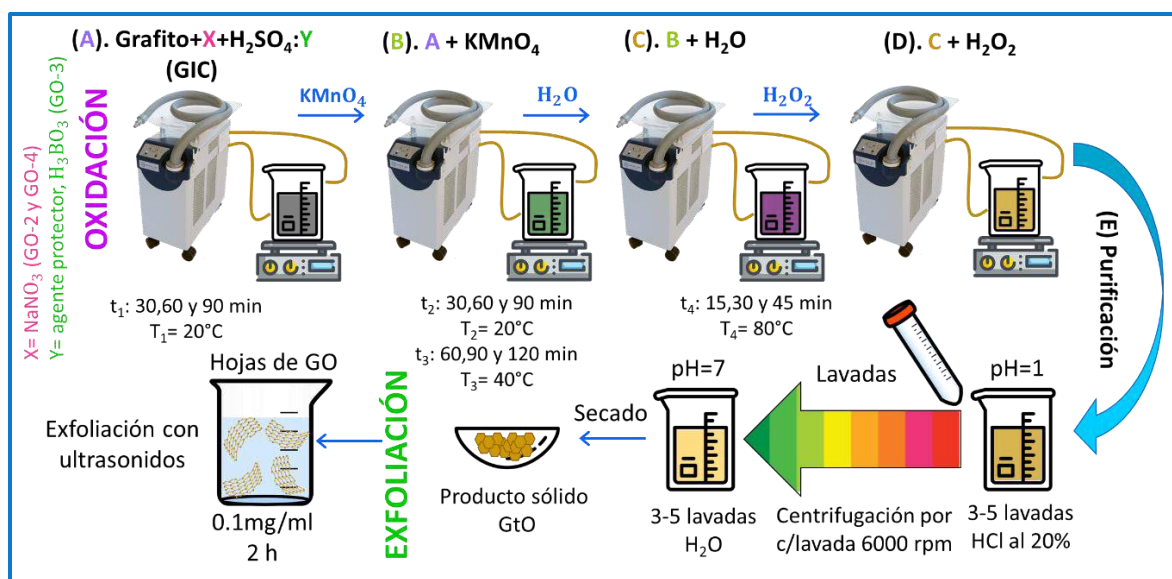 (A). Grafito+X+H₂SO₄:Y
(GIC)
(B). A + KMnO₄
(C). B + H₂O
(D). C + H₂O₂
KMnO₄
H₂O
H₂O₂
X= NaNO₃ (GO-2 y GO-4)
Y= agente protector, H₃BO₃ (GO-3)
OXIDACIÓN
t₁: 30,60 y 90 min
T₁= 20°C
t₂: 30,60 y 90 min
T₂= 20°C
t₃: 60,90 y 120 min
T₃= 40°C
t₄: 15,30 y 45 min
T₄= 80°C
(E) Purificación
pH=1
3-5 lavadas
HCl al 20%
Lavadas
Centrifugación por
c/lavada 6000 rpm
pH=7
3-5 lavadas
H₂O
Secado
Producto sólido
GtO
EXFOLIACIÓN
Hojas de GO
Exfoliación con
ultrasonidos
0.1mg/ml
2 h